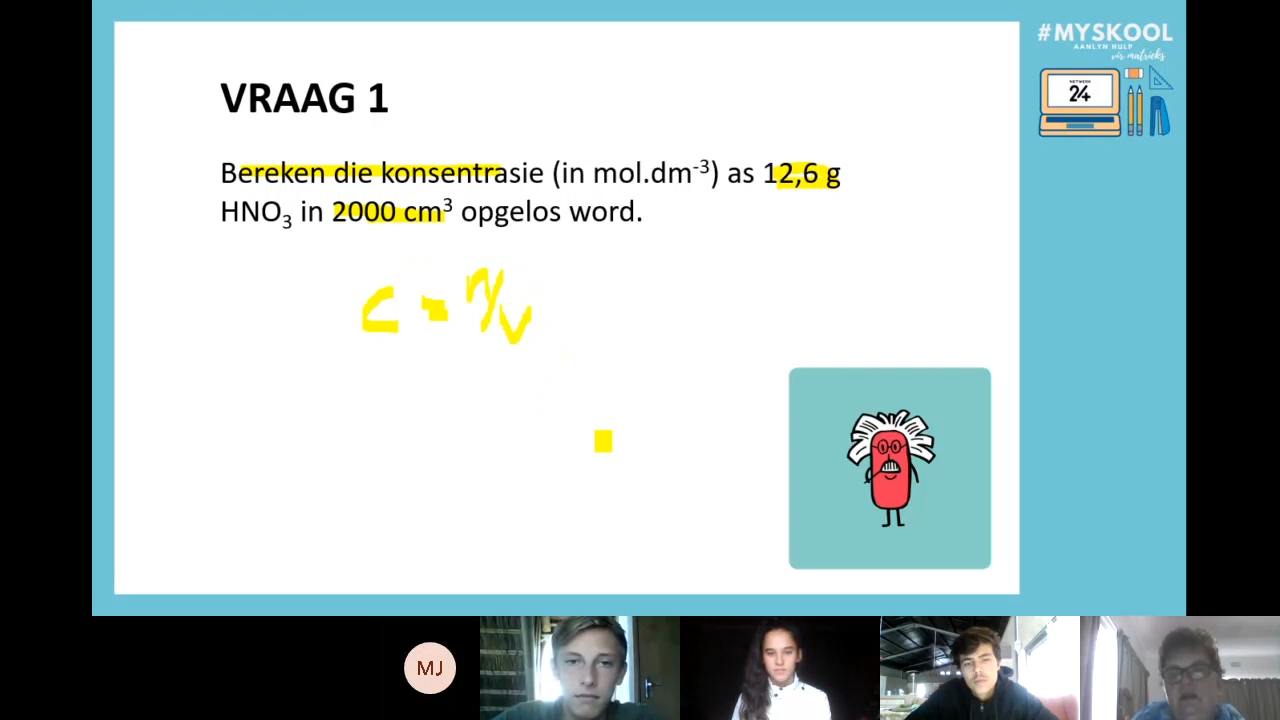 #MYSKOOL
AANLYN HULP
vir matrieks
NETWERK
24
VRAAG 1
Bereken die konsentrasie (in mol.dm⁻³) as 12,6 g
HNO₃ in 2000 cm³ opgelos word.
c = n/v
MJ